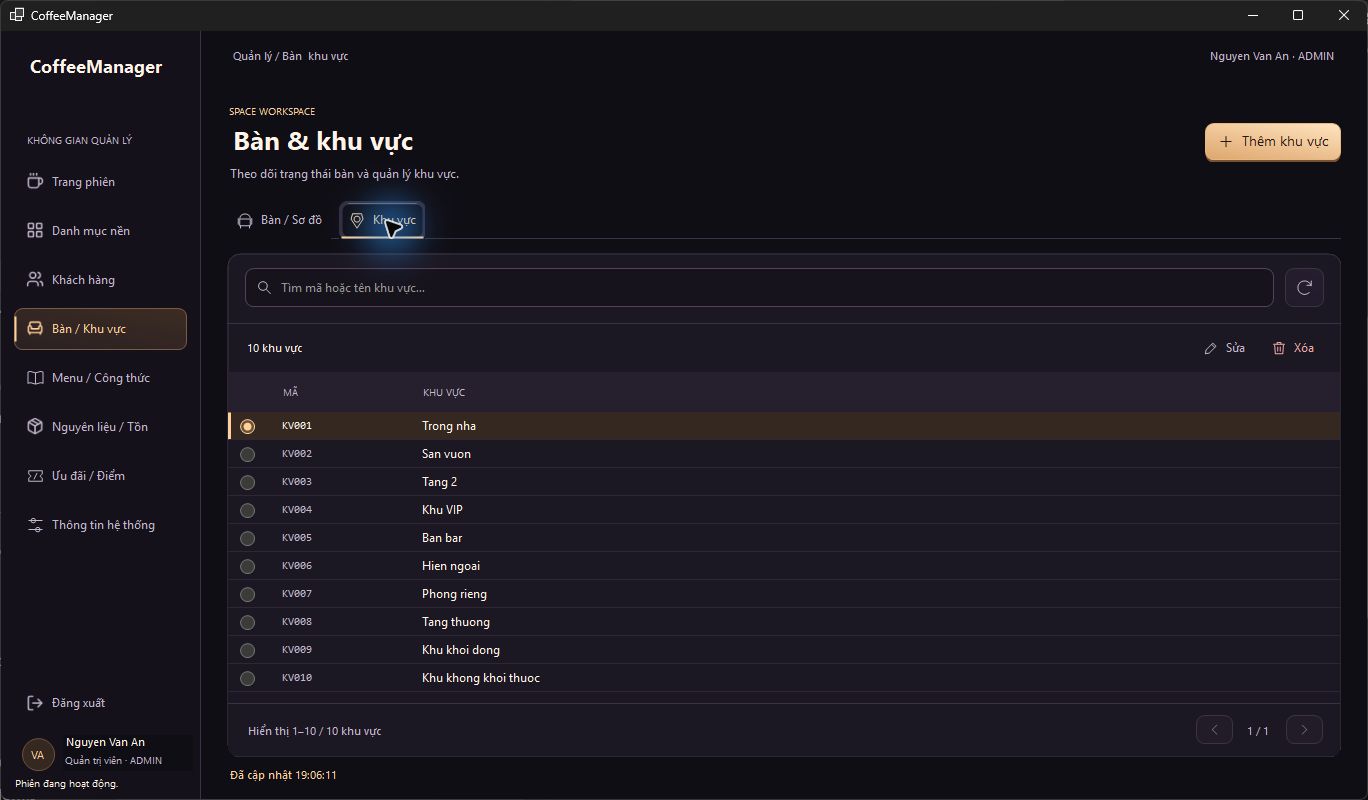 CoffeeManager
CoffeeManager
KHÔNG GIAN QUẢN LÝ
Trang phiên
Danh mục nền
Khách hàng
Bàn / Khu vực
Menu / Công thức
Nguyên liệu / Tồn
Ưu đãi / Điểm
Thông tin hệ thống
Đăng xuất
VA
Nguyen Van An
Quản trị viên · ADMIN
Phiên đang hoạt động.
Quản lý / Bàn khu vực
Nguyen Van An · ADMIN
SPACE WORKSPACE
Bàn & khu vực
Theo dõi trạng thái bàn và quản lý khu vực.
Thêm khu vực
Bàn / Sơ đồ
Khu vực
Tìm mã hoặc tên khu vực...
10 khu vực
Sửa
Xóa
MÃ KHU VỰC
KV001 Trong nha
KV002 San vuon
KV003 Tang 2
KV004 Khu VIP
KV005 Ban bar
KV006 Hien ngoai
KV007 Phong rieng
KV008 Tang thuong
KV009 Khu khoi dong
KV010 Khu khong khoi thuoc
Hiển thị 1–10 / 10 khu vực
1 / 1
Đã cập nhật 19:06:11